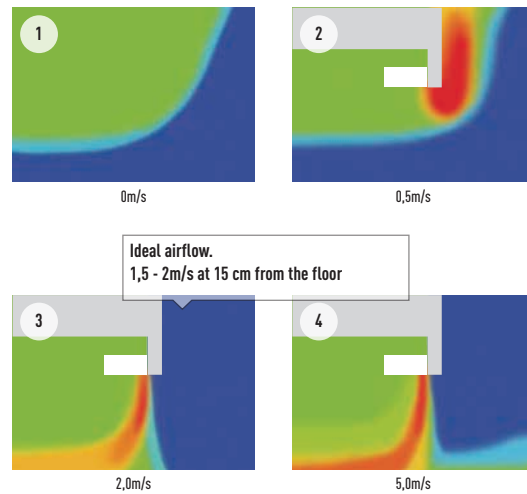 1
2
0m/s
0,5m/s
Ideal airflow.
1,5 - 2m/s at 15 cm from the floor
3
4
2,0m/s
5,0m/s